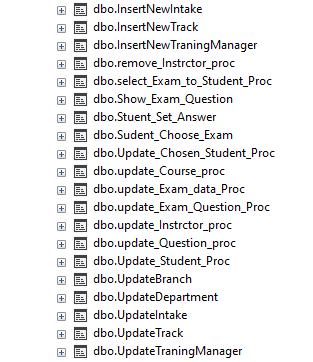 dbo.InsertNewIntake
dbo.InsertNewTrack
dbo.InsertNewTraningManager
dbo.remove_Instrctor_proc
dbo.select_Exam_to_Student_Proc
dbo.Show_Exam_Question
dbo.Stuent_Set_Answer
dbo.Sudent_Choose_Exam
dbo.Update_Chosen_Student_Proc
dbo.update_Course_proc
dbo.update_Exam_data_Proc
dbo.update_Exam_Question_Proc
dbo.update_Instrctor_proc
dbo.update_Question_proc
dbo.Update_Student_Proc
dbo.UpdateBranch
dbo.UpdateDepartment
dbo.UpdateIntake
dbo.UpdateTrack
dbo.UpdateTraningManager